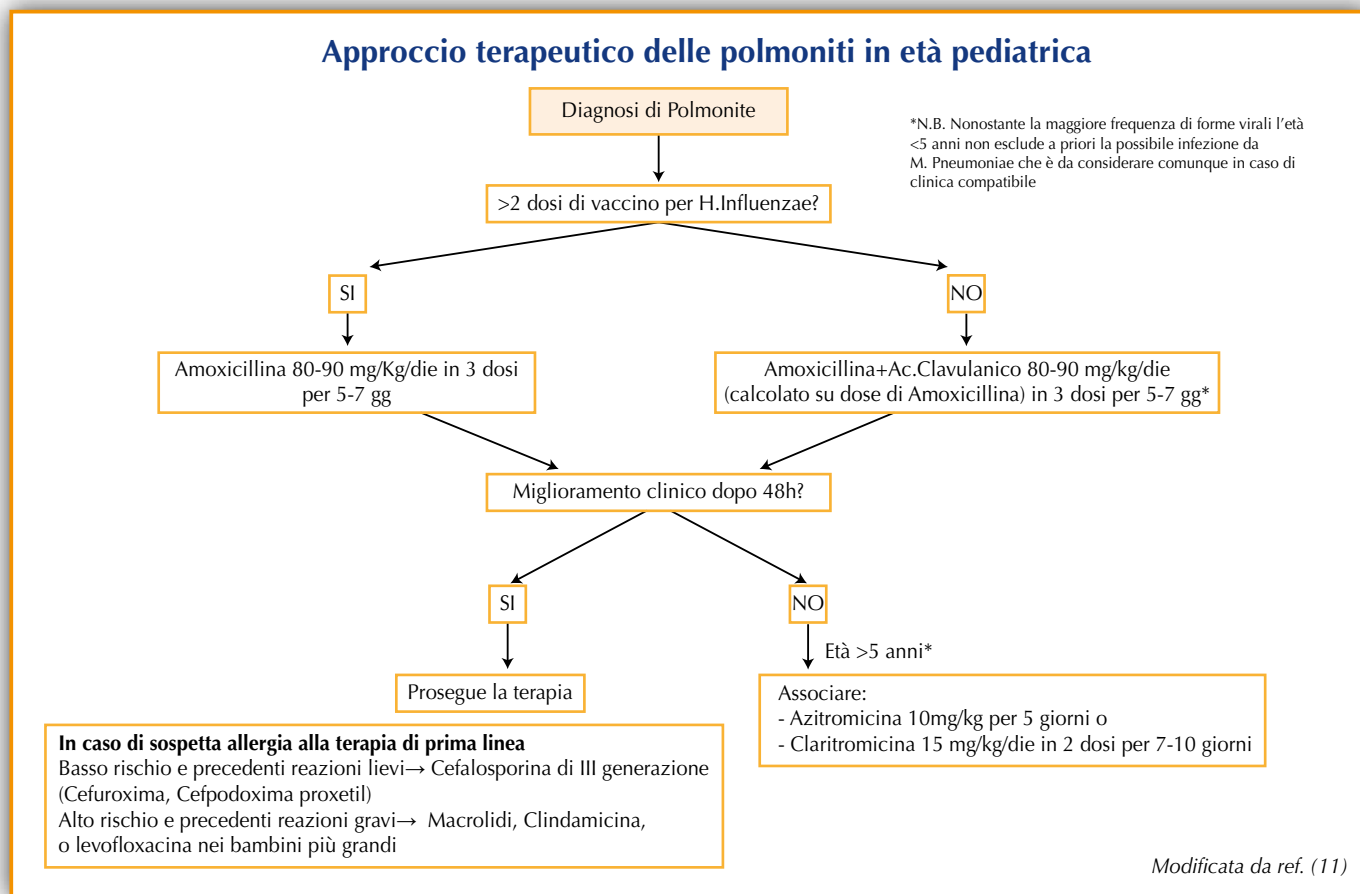 Approccio terapeutico delle polmoniti in età pediatrica
Diagnosi di Polmonite
*N.B. Nonostante la maggiore frequenza di forme virali l'età
<5 anni non esclude a priori la possibile infezione da
M. Pneumoniae che è da considerare comunque in caso di
clinica compatibile
>2 dosi di vaccino per H.Influenzae?
SI
NO
Amoxicillina 80-90 mg/Kg/die in 3 dosi
per 5-7 gg
Amoxicillina+Ac.Clavulanico 80-90 mg/kg/die
(calcolato su dose di Amoxicillina) in 3 dosi per 5-7 gg*
Miglioramento clinico dopo 48h?
SI
NO
Età >5 anni*
Prosegue la terapia
Associare:
- Azitromicina 10mg/kg per 5 giorni o
- Claritromicina 15 mg/kg/die in 2 dosi per 7-10 giorni
In caso di sospetta allergia alla terapia di prima linea
Basso rischio e precedenti reazioni lievi→ Cefalosporina di III generazione
(Cefuroxima, Cefpodoxima proxetil)
Alto rischio e precedenti reazioni gravi→ Macrolidi, Clindamicina,
o levofloxacina nei bambini più grandi
Modificata da ref. (11)